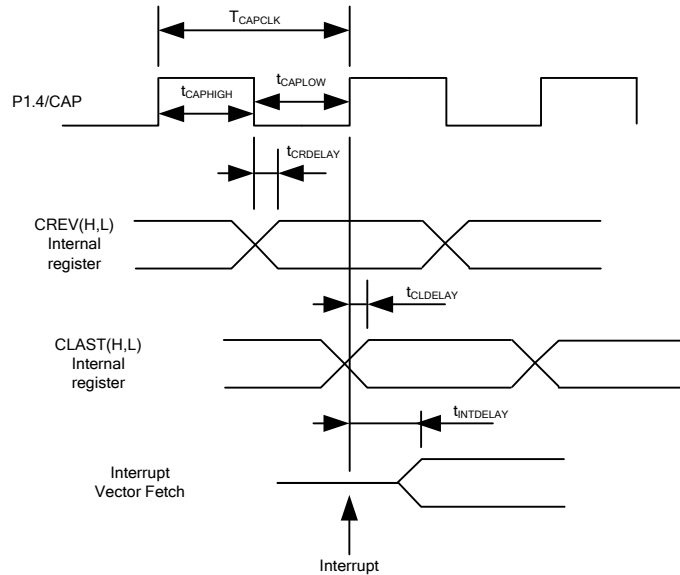 TCAPCLK
P1.4/CAP
tCAPHIGH
tCAPLOW
tCRDELAY
CREV(H,L)
Internal
register
tCLDELAY
CLAST(H,L)
Internal
register
tINTDELAY
Interrupt
Vector Fetch
Interrupt